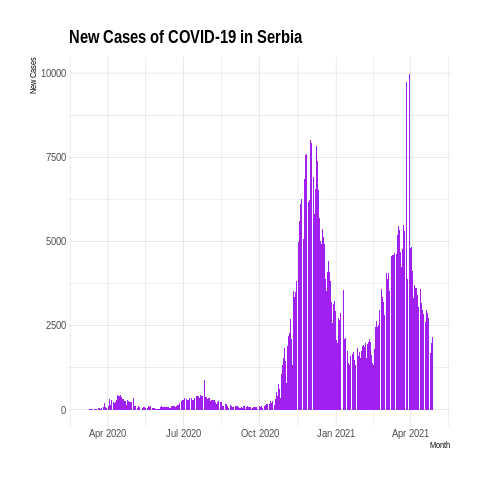 New Cases of COVID-19 in Serbia
New Cases
10000
7500
5000
2500
0
Apr 2020 Jul 2020 Oct 2020 Jan 2021 Apr 2021
Month